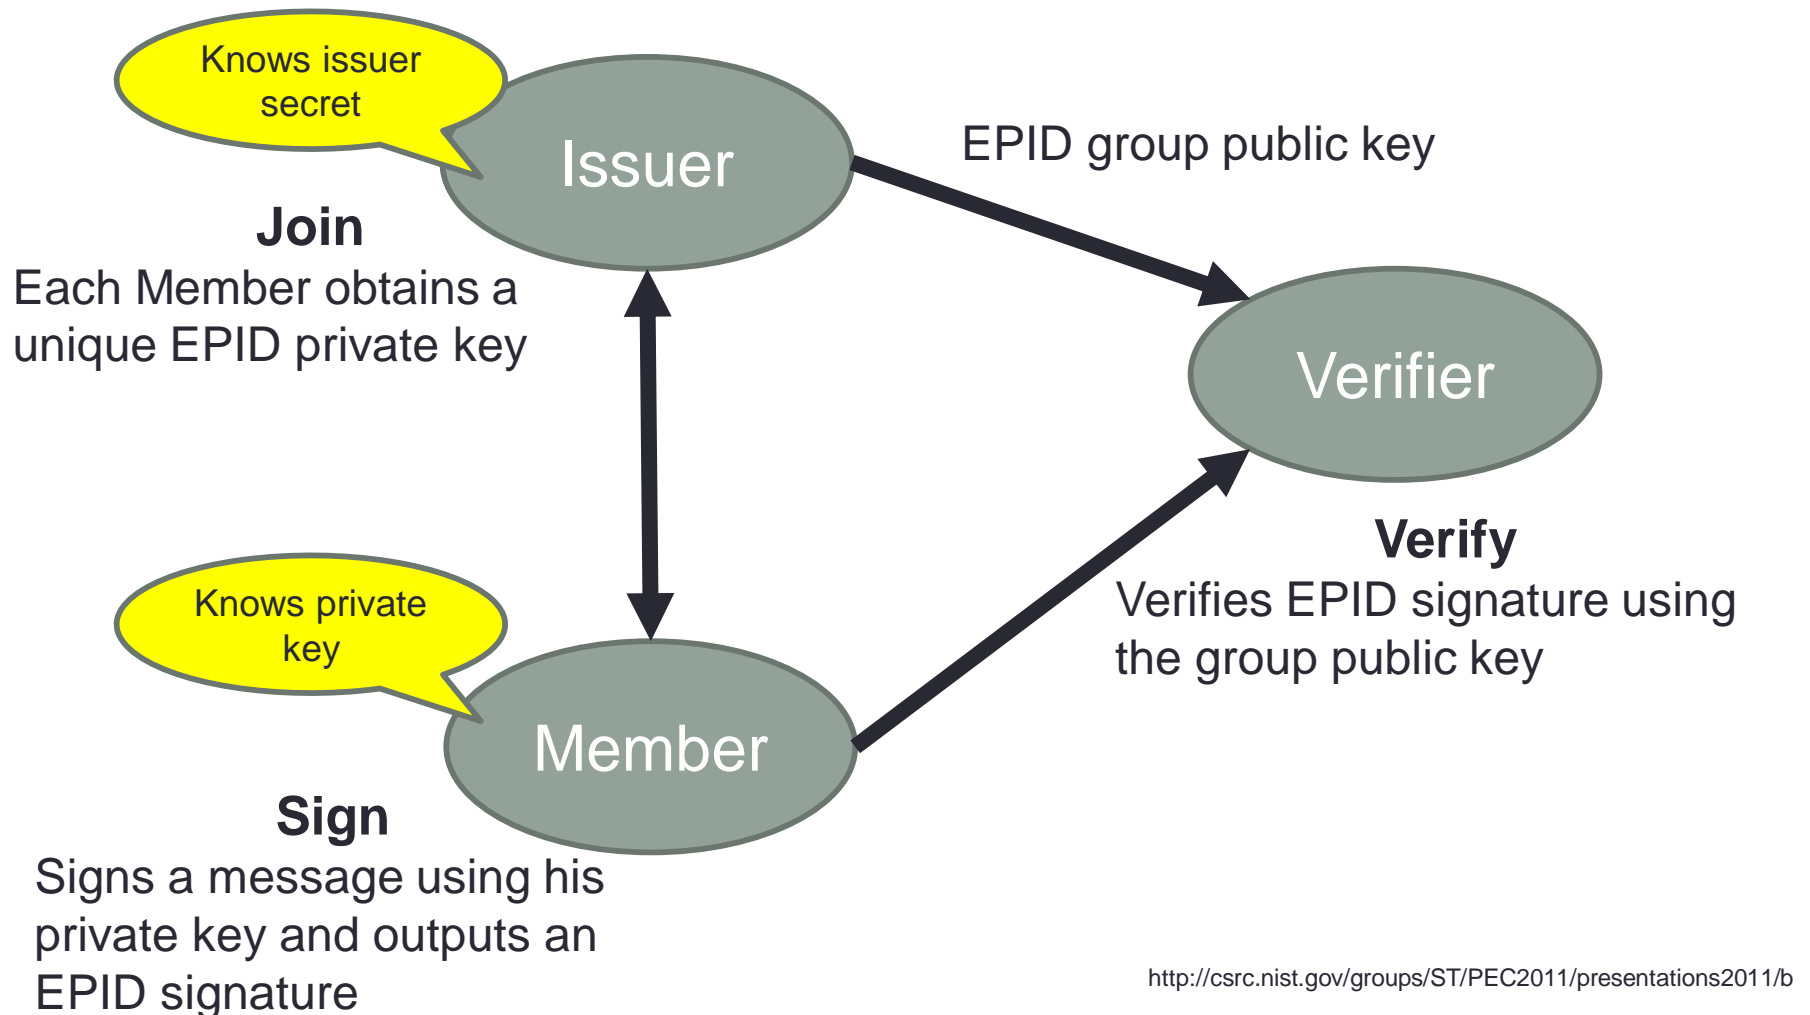 Knows issuer
secret
Issuer
EPID group public key
Join
Each Member obtains a
unique EPID private key
Verifier
Verify
Verifies EPID signature using
the group public key
Knows private
key
Member
Sign
Signs a message using his
private key and outputs an
EPID signature
http://csrc.nist.gov/groups/ST/PEC2011/presentations2011/b